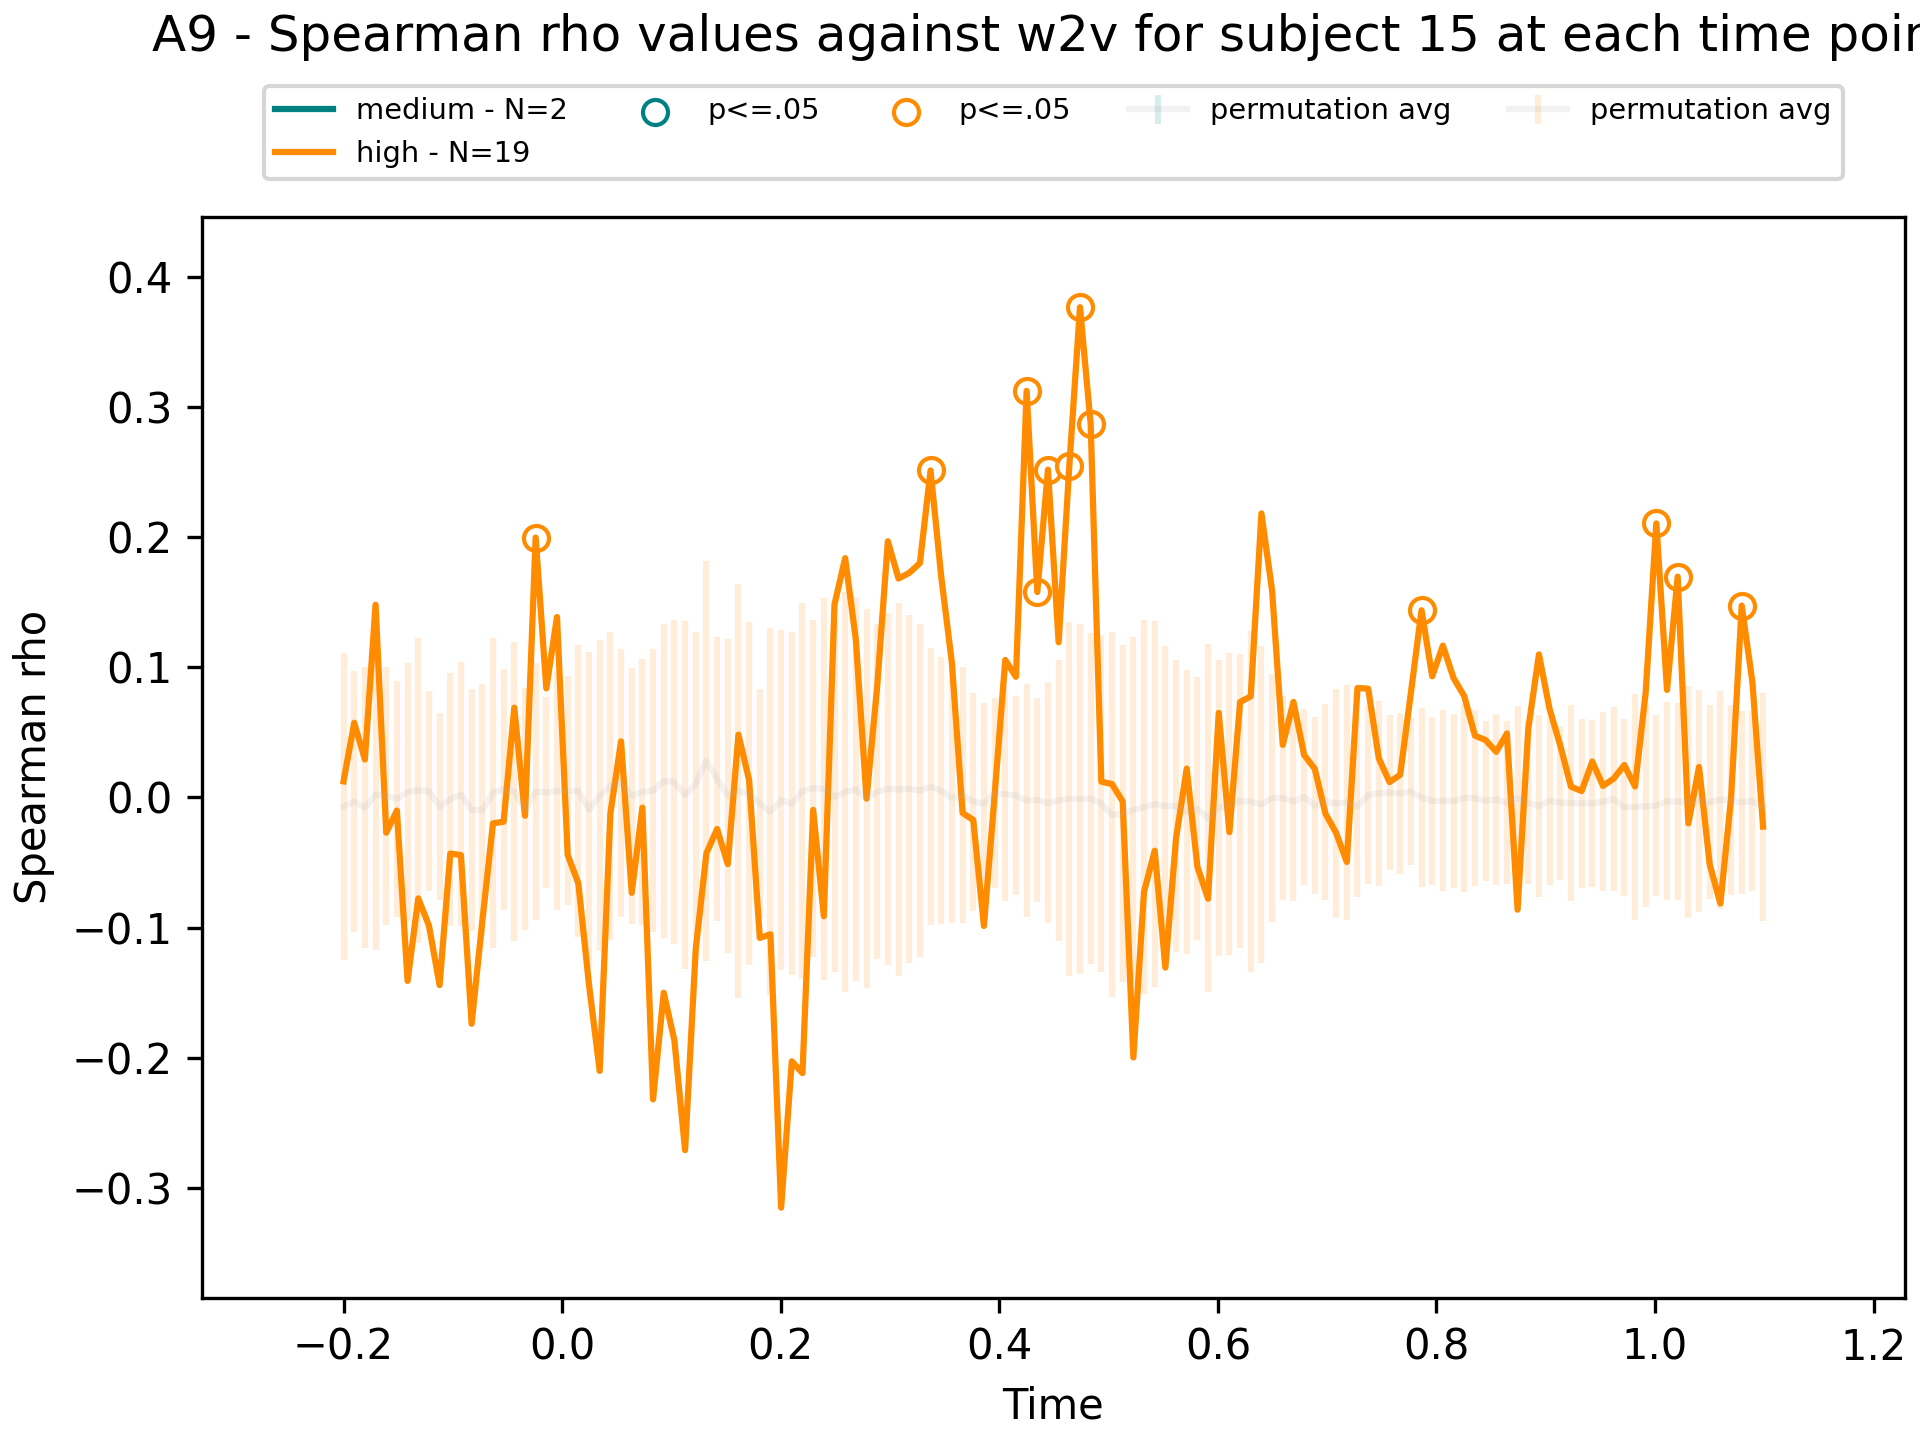 A9 - Spearman rho values against w2v for subject 15 at each time poin
medium - N=2
high - N=19
p<=.05
p<=.05
permutation avg
permutation avg
Spearman rho
0.4
0.3
0.2
0.1
0.0
−0.1
−0.2
−0.3
−0.2 0.0 0.2 0.4 0.6 0.8 1.0 1.2
Time